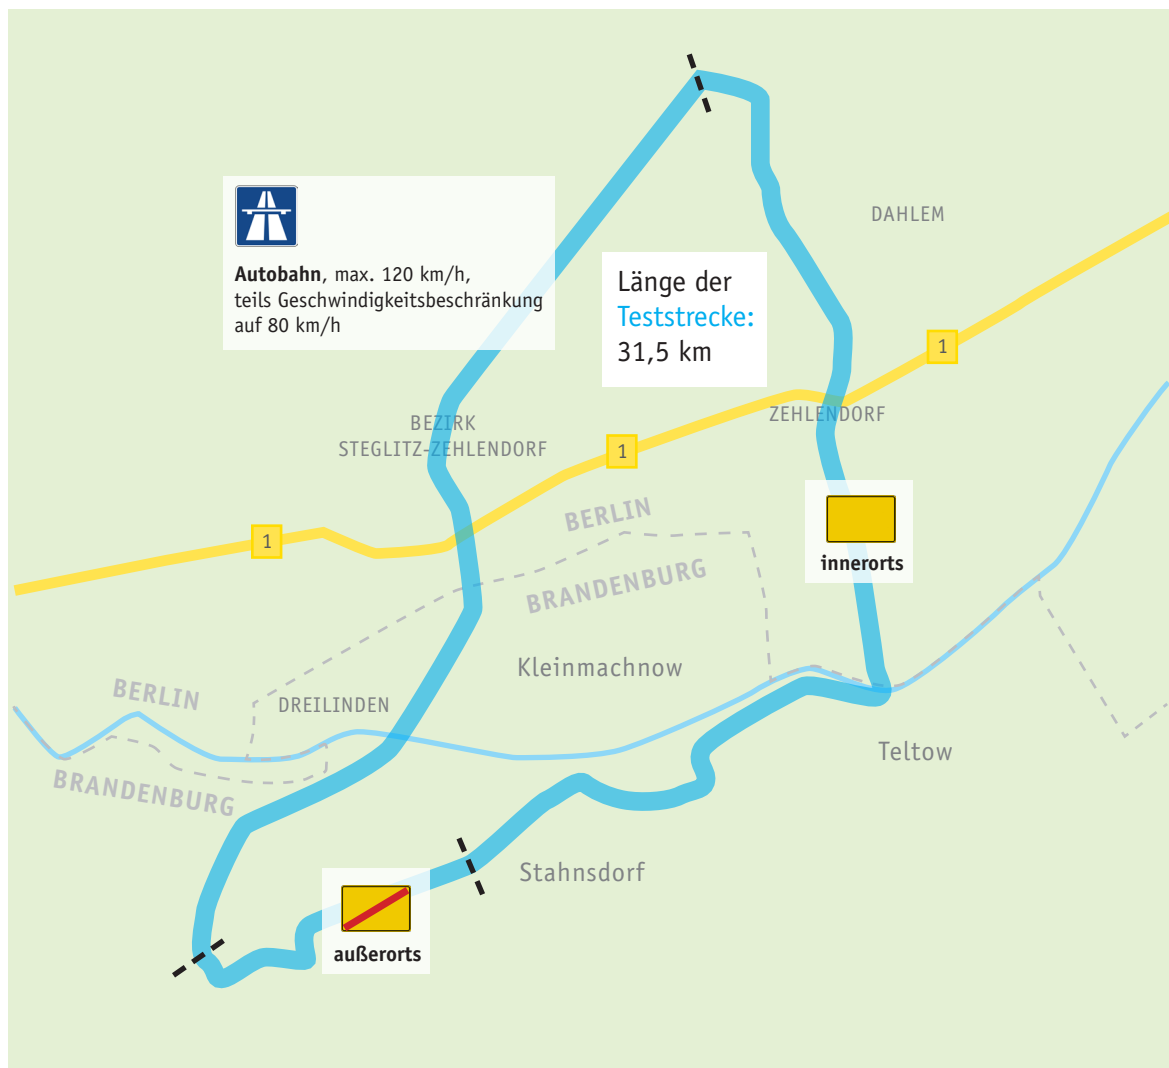 DAHLEM
Autobahn, max. 120 km/h,
teils Geschwindigkeitsbeschränkung
auf 80 km/h
Länge der
Teststrecke:
31,5 km
1
BEZIRK
STEGLITZ-ZEHLENDORF
ZEHLENDORF
1
1
BERLIN
BRANDENBURG
innerorts
Kleinmachnow
BERLIN
DREILINDEN
BRANDENBURG
Teltow
Stahnsdorf
außerorts